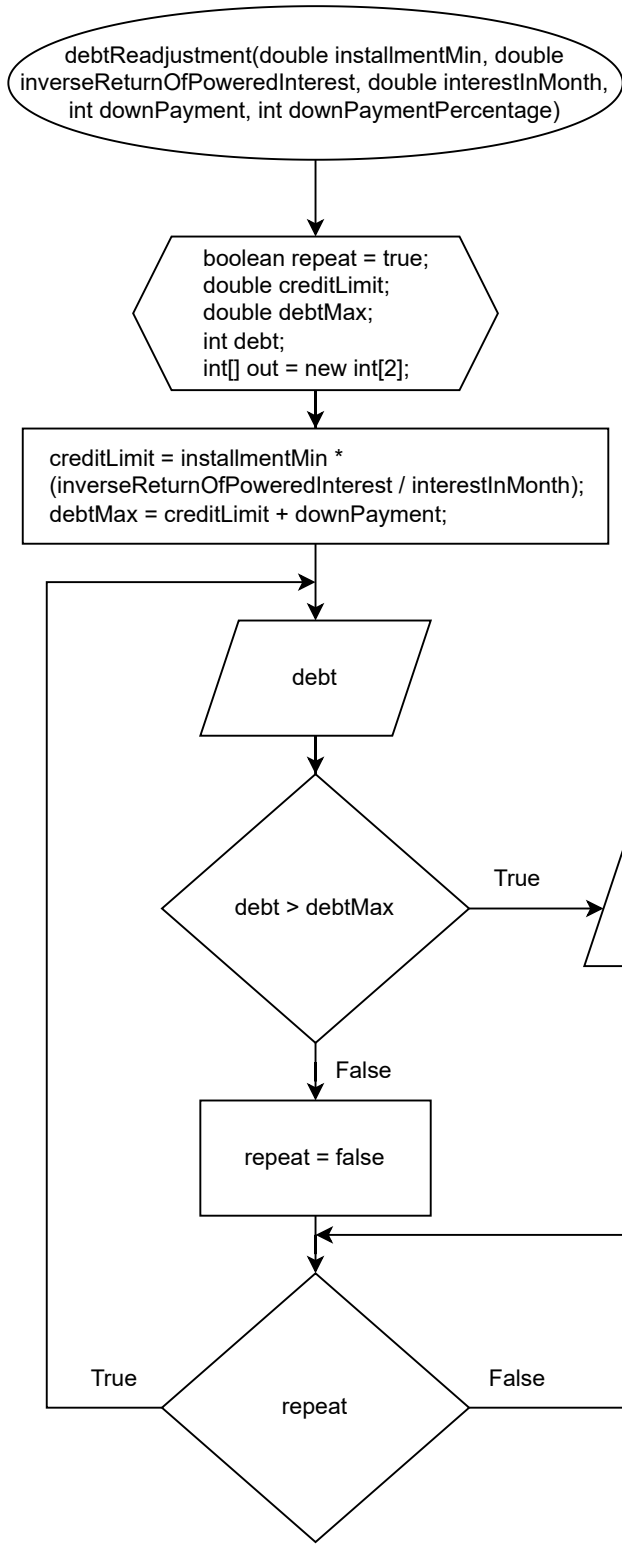 debtReadjustment(double installmentMin, double
inverseReturnOfPoweredInterest, double interestInMonth,
int downPayment, int downPaymentPercentage)
boolean repeat = true;
double creditLimit;
double debtMax;
int debt;
int[] out = new int[2];
creditLimit = installmentMin *
(inverseReturnOfPoweredInterest / interestInMonth);
debtMax = creditLimit + downPayment;
debt
debt > debtMax
True
False
repeat = false
True
repeat
False